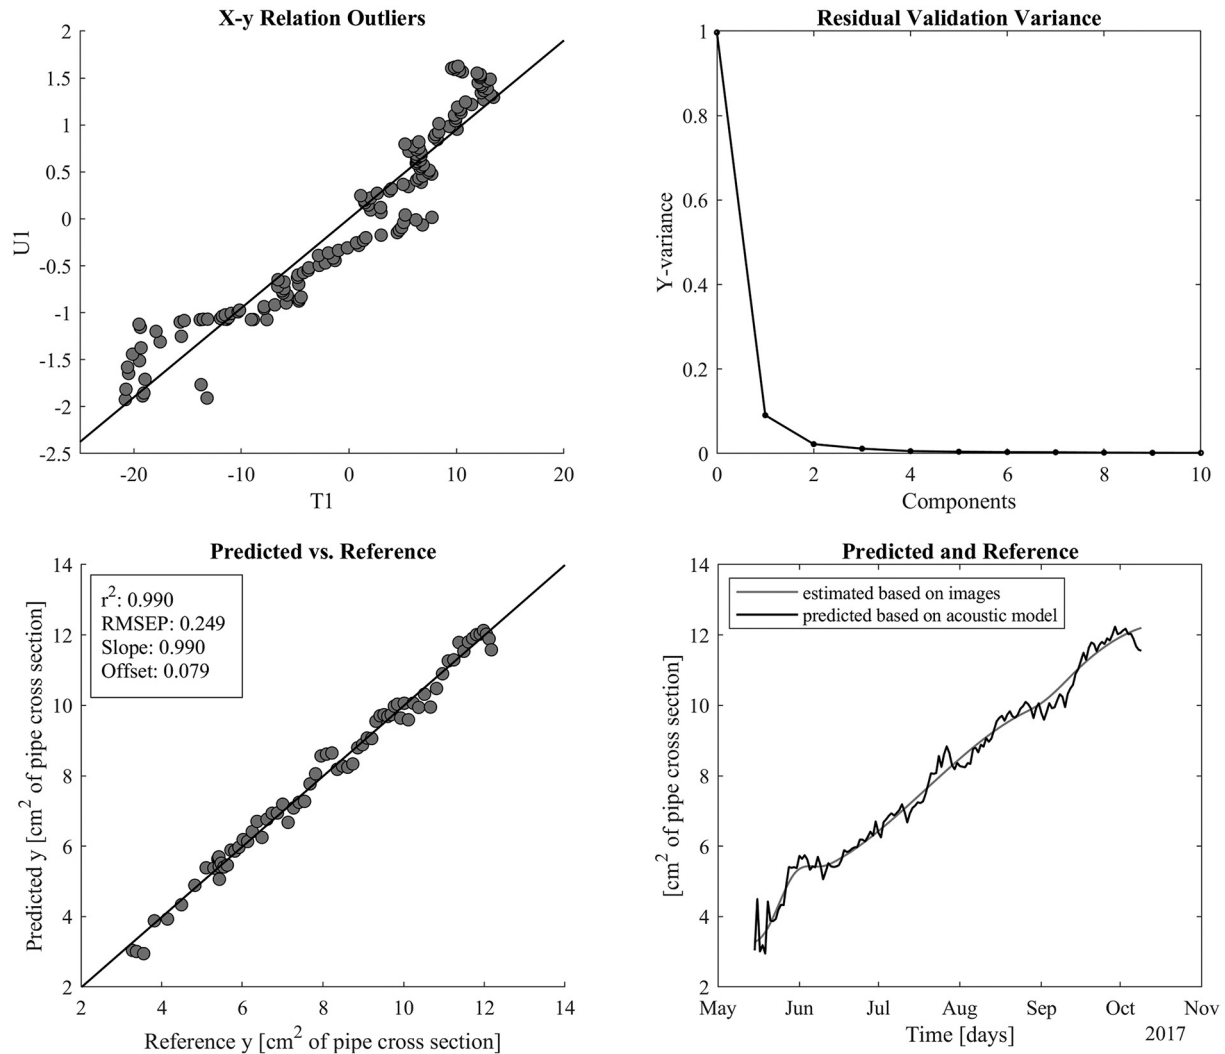 X-y Relation Outliers
2
1.5
1
0.5
0
-0.5
-1
-1.5
-2
-2.5
U1
-20
-10
0
10
20
T1
Residual Validation Variance
1
0.8
0.6
0.4
0.2
0
Y-variance
0
2
4
6
8
10
Components
Predicted vs. Reference
14
12
10
8
6
4
2
Predicted y [cm² of pipe cross section]
r²: 0.990
RMSEP: 0.249
Slope: 0.990
Offset: 0.079
2
4
6
8
10
12
14
Reference y [cm² of pipe cross section]
Predicted and Reference
14
12
10
8
6
4
2
[cm² of pipe cross section]
estimated based on images
predicted based on acoustic model
May
Jun
Jul
Aug
Sep
Oct
Nov
Time [days]
2017